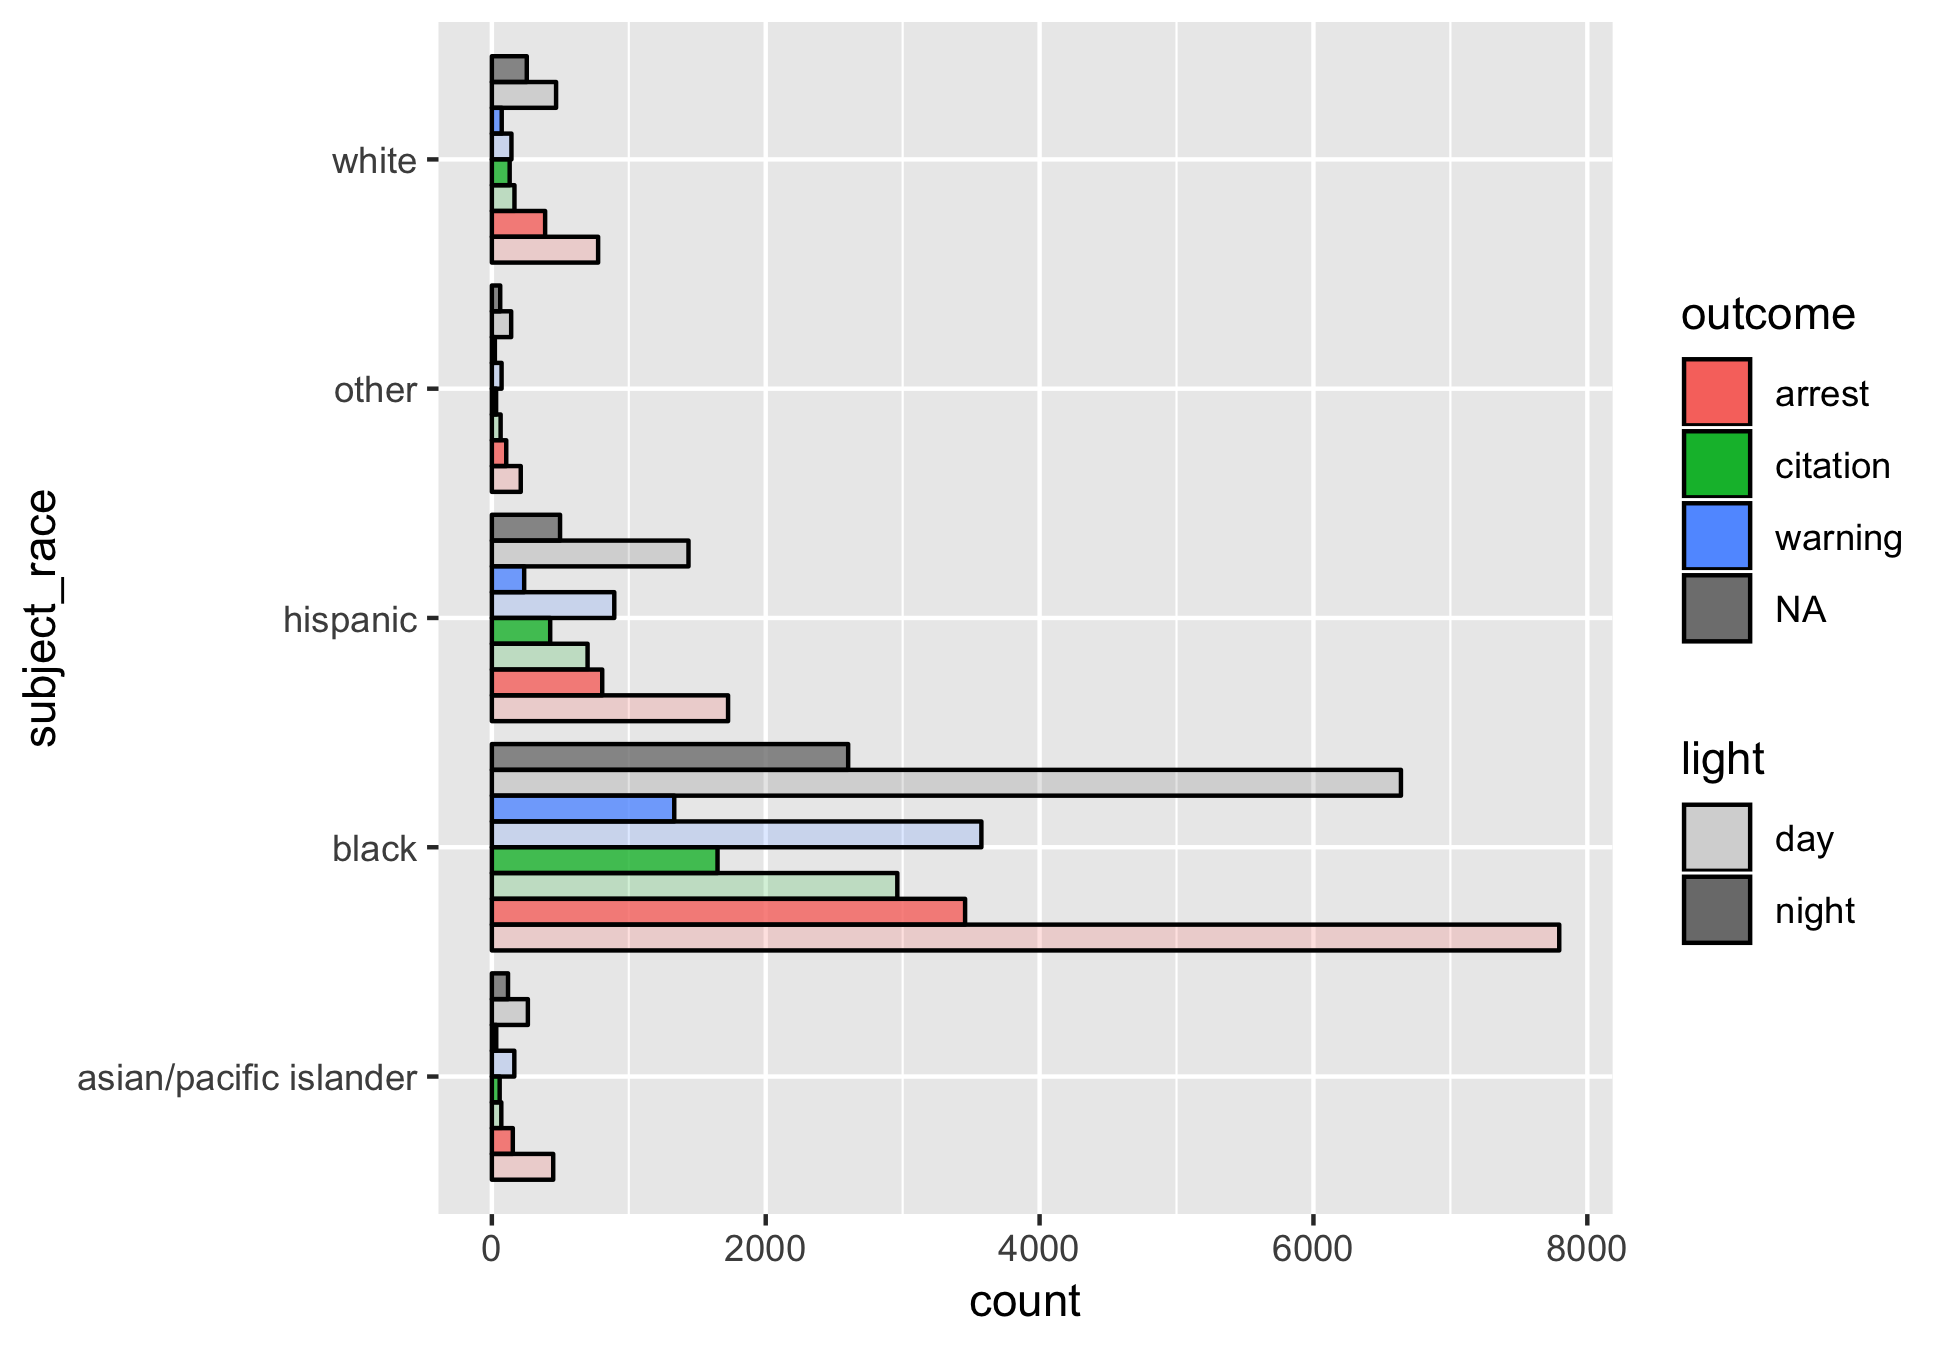 subject_race
white
other
hispanic
black
asian/pacific islander
0 2000 4000 6000 8000
count
outcome
arrest
citation
warning
NA
light
day
night